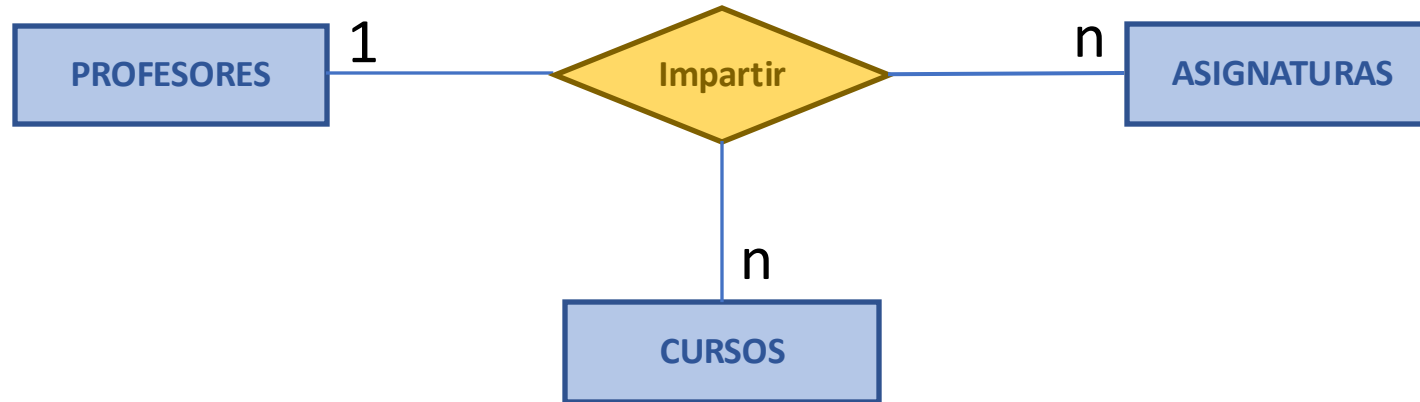 1
n
PROFESORES
Impartir
ASIGNATURAS
n
CURSOS